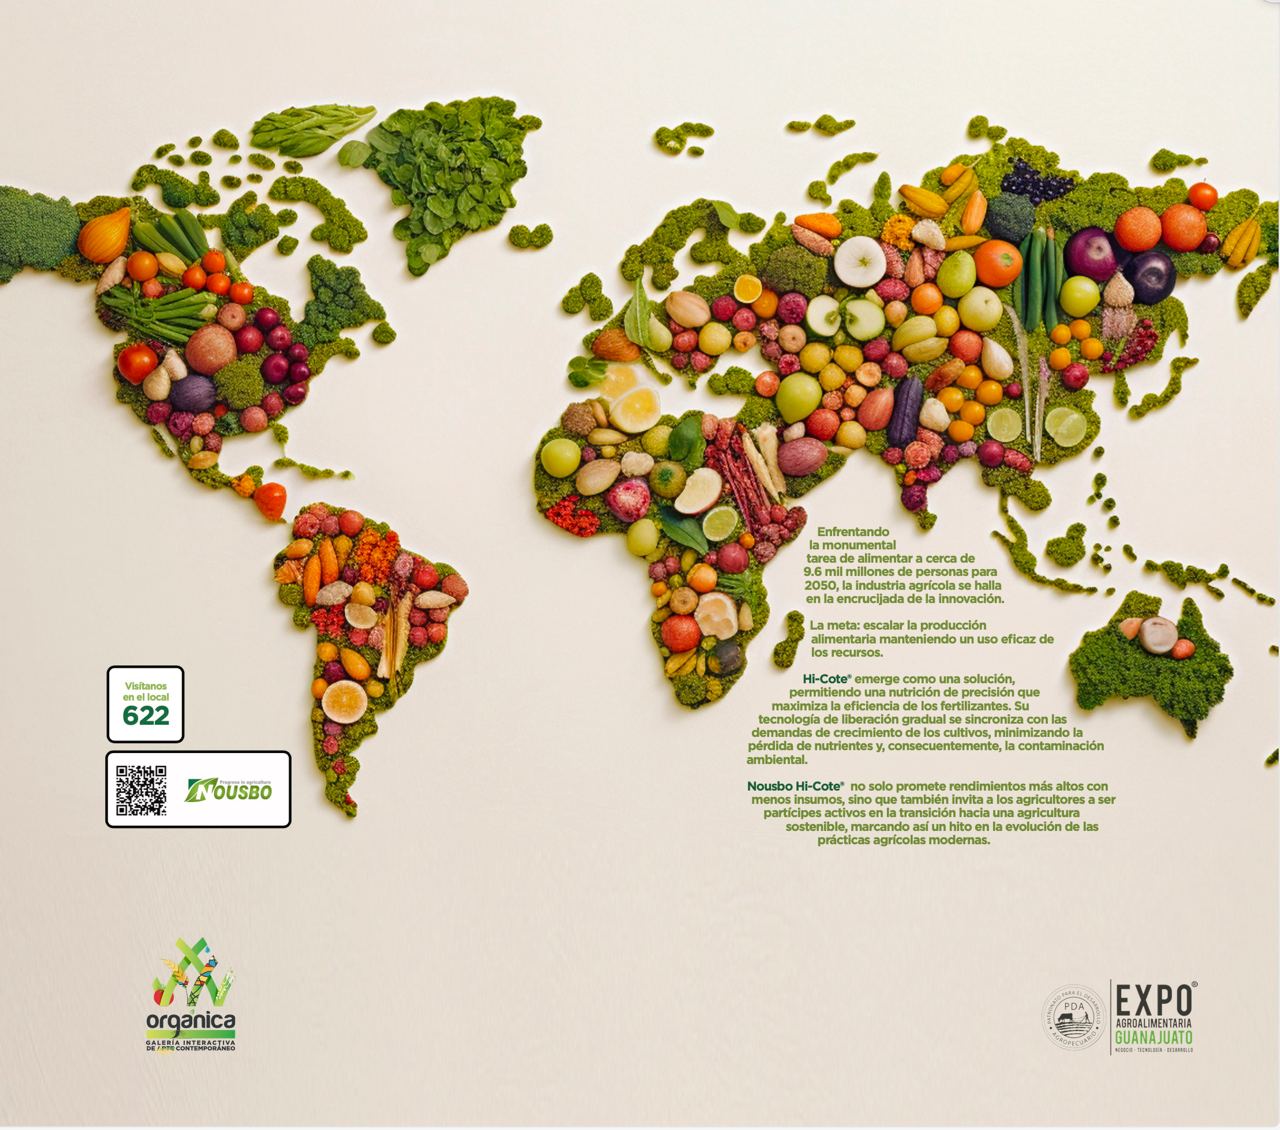 Enfrentando
la monumental
tarea de alimentar a cerca de
9.6 mil millones de personas para
2050, la industria agrícola se halla
en la encrucijada de la innovación.
La meta: escalar la producción
alimentaria manteniendo un uso eficaz de
los recursos.
Hi-Cote® emerge como una solución,
permitiendo una nutrición de precisión que
maximiza la eficiencia de los fertilizantes. Su
tecnología de liberación gradual se sincroniza con las
demandas de crecimiento de los cultivos, minimizando la
pérdida de nutrientes y, consecuentemente, la contaminación
ambiental.
Nousbo Hi-Cote® no solo promete rendimientos más altos con
menos insumos, sino que también invita a los agricultores a ser
partícipes activos en la transición hacia una agricultura
sostenible, marcando así un hito en la evolución de las
prácticas agrícolas modernas.
Visítanos
en el local
622
Progress in agriculture
NOUSBO
orgánica
GALERÍA INTERACTIVA
DE ARTE CONTEMPORÁNEO
PATRONATO PARA EL DESARROLLO
PDA
AGROPECUARIO
EXPO®
AGROALIMENTARIA
GUANAJUATO
NEGOCIO · TECNOLOGÍA · DESARROLLO